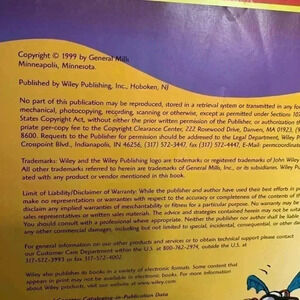 Copyright © 1999 by General Mills
Minneapolis, Minnesota.
Published by Wiley Publishing, Inc., Hoboken, NJ
No part of this publication may be reproduced, stored in a retrieval system or transmitted in any fo
mechanical, photocopying, recording, scanning or otherwise, except as permitted under Sections 107
States Copyright Act, without either the prior written permission of the Publisher, or authorization th
priate per-copy fee to the Copyright Clearance Center, 222 Rosewood Drive, Danvers, MA 01923,
8600. Requests to the Publisher for permission should be addressed to the Legal Department, Wiley P
Crosspoint Blvd., Indianapolis, IN 46256, (317) 572-3447, fax (317) 572-4447, E-Mail: permcoordinato
Trademarks: Wiley and the Wiley Publishing logo are trademarks or registered trademarks of John Wiley
All other trademarks referred to herein are trademarks of General Mills, Inc., or its subsidiaries. Wiley Pub
ated with any product or vendor mentioned in this book.
Limit of Liability/Disclaimer of Warranty: While the publisher and author have used their best efforts in p
make no representations or warranties with respect to the accuracy or completeness of the contents of
disclaim any implied warranties of merchantability or fitness for a particular purpose. No warranty may
sales representatives or written sales materials. The advice and strategies contained herein may not be suita
You should consult with a professional where appropriate. Neither the publisher nor author shall be liable
any other commercial damages, including but not limited to special, incidental, consequential, or other da
For general information on our other products and services or to obtain technical support please contact
our Customer Care Department within the U.S. at 800-762-2974, outside the U.S. at
317-572-3993 or fax 317-572-4002.
Wiley also publishes its books in a variety of electronic formats. Some content that
appears in print may not be available in electronic books. For more information about
Wiley products, visit our web site at www.wiley.com.
Library of Congress Cataloging-in-Publication Data